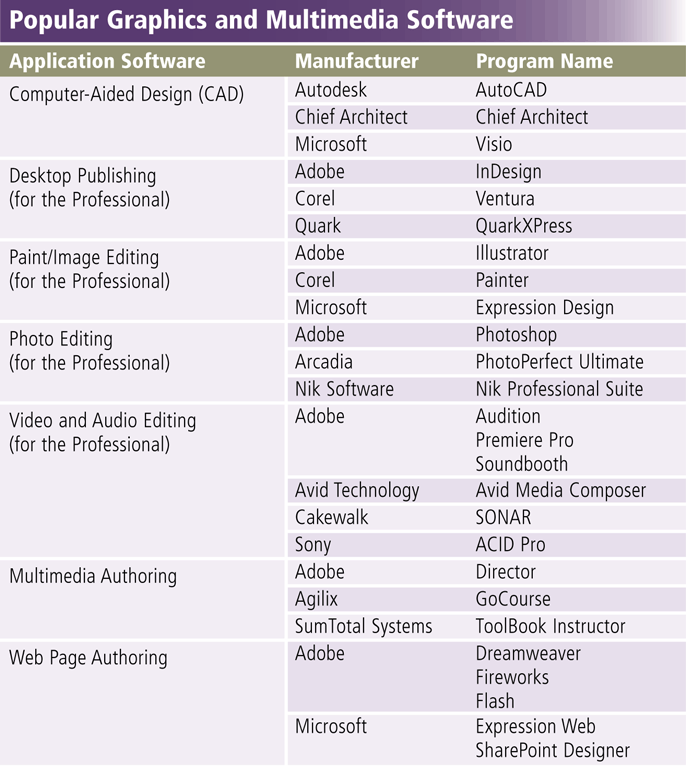 Popular Graphics and Multimedia Software
Application Software Manufacturer Program Name
Computer-Aided Design (CAD) Autodesk AutoCAD
Chief Architect Chief Architect
Microsoft Visio
Desktop Publishing Adobe InDesign
(for the Professional) Corel Ventura
Quark QuarkXPress
Paint/Image Editing Adobe Illustrator
(for the Professional) Corel Painter
Microsoft Expression Design
Photo Editing Adobe Photoshop
(for the Professional) Arcadia PhotoPerfect Ultimate
Nik Software Nik Professional Suite
Video and Audio Editing Adobe Audition
(for the Professional) Premiere Pro
Soundbooth
Avid Technology Avid Media Composer
Cakewalk SONAR
Sony ACID Pro
Multimedia Authoring Adobe Director
Agilix GoCourse
SumTotal Systems ToolBook Instructor
Web Page Authoring Adobe Dreamweaver
Fireworks
Flash
Microsoft Expression Web
SharePoint Designer